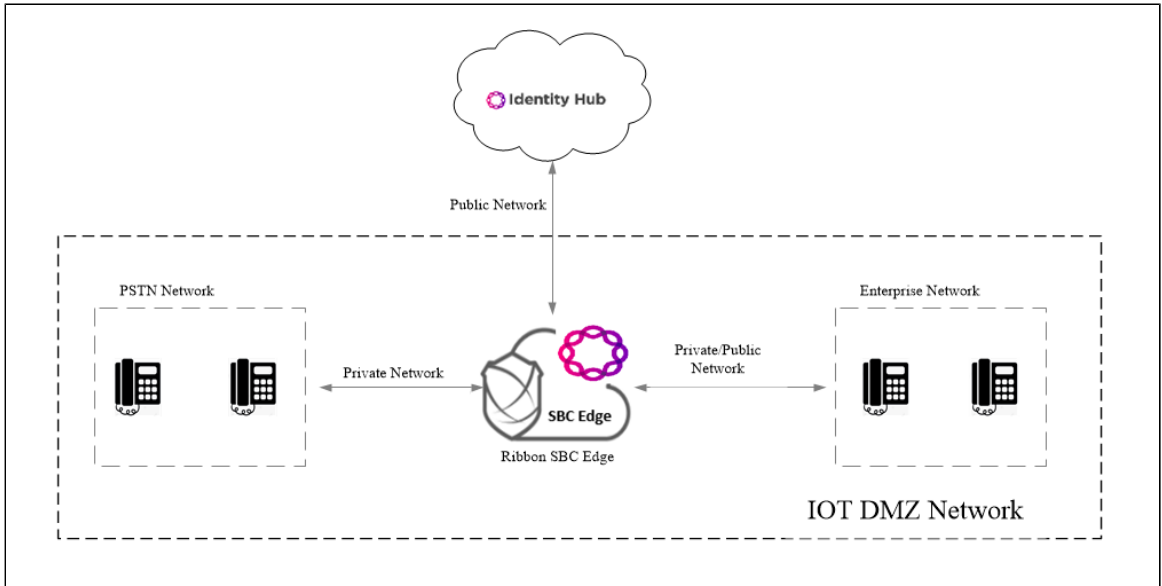 Identity Hub
Public Network
PSTN Network
Enterprise Network
Private Network
Private/Public
Network
SBC Edge
Ribbon SBC Edge
IOT DMZ Network